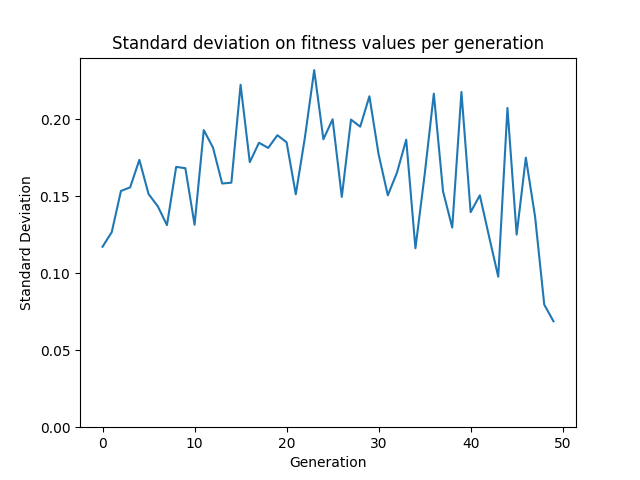 Standard deviation on fitness values per generation
Standard Deviation
0.20
0.15
0.10
0.05
0.00
0 10 20 30 40 50
Generation